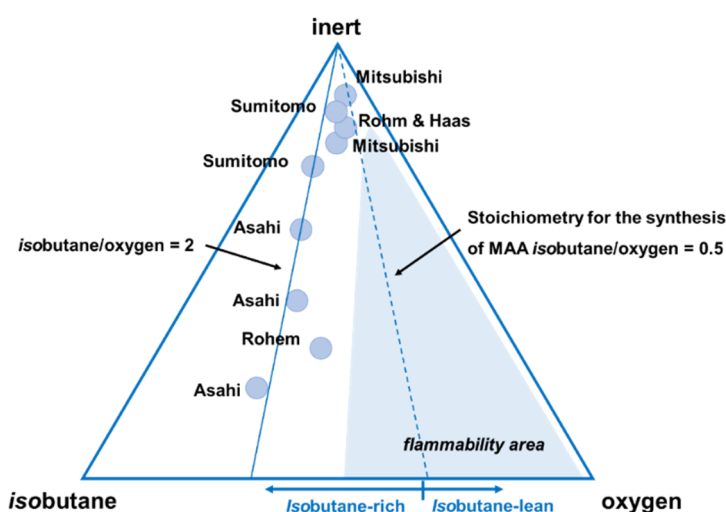 inert
Mitsubishi
Sumitomo
Rohm & Haas
Mitsubishi
Sumitomo
Asahi
Stoichiometry for the synthesis
of MAA isobutane/oxygen = 0.5
isobutane/oxygen = 2
Asahi
Rohem
Asahi
flammability area
isobutane
oxygen
Isobutane-rich
Isobutane-lean